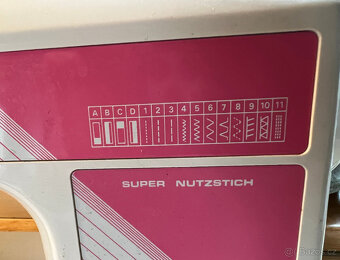 A B C D 1 2 3 4 5 6 7 8 9 10 11
SUPER NUTZSTICH